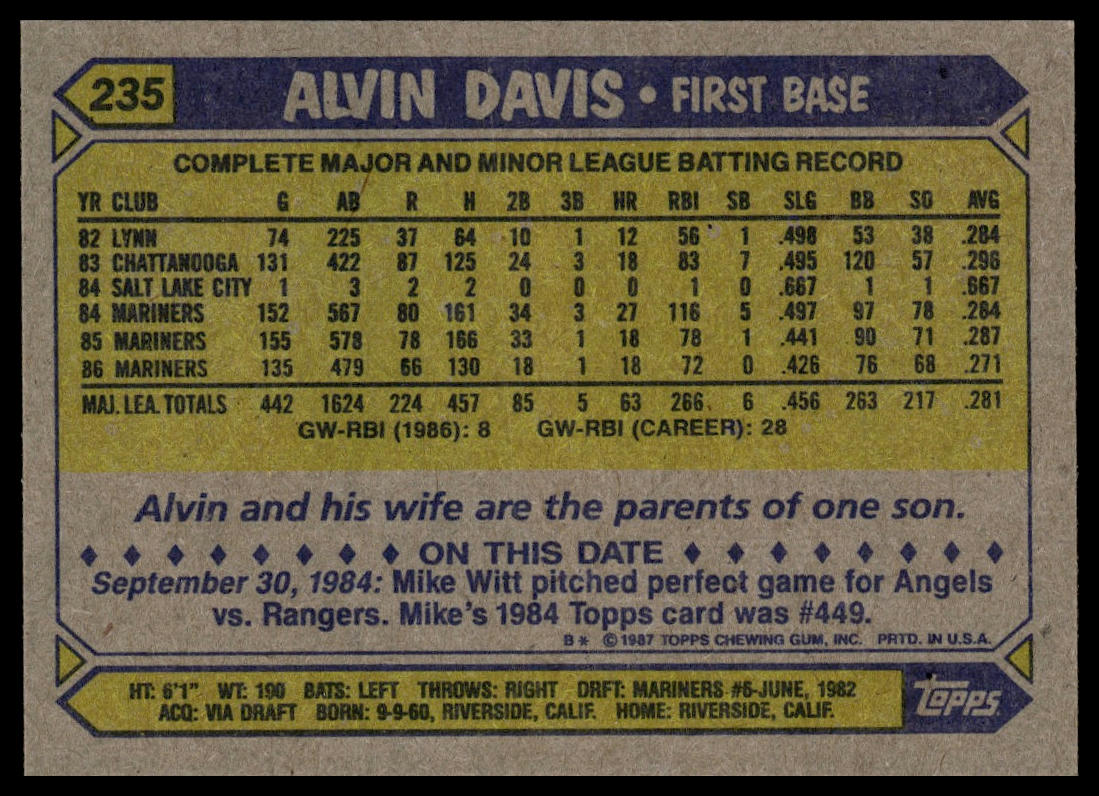 235 ALVIN DAVIS • FIRST BASE
COMPLETE MAJOR AND MINOR LEAGUE BATTING RECORD
YR CLUB G AB R H 2B 3B HR RBI SB SLG BB SO AVG
82 LYNN 74 225 37 64 10 1 12 56 1 .498 53 38 .284
83 CHATTANOOGA 131 422 87 125 24 3 18 83 7 .495 120 57 .296
84 SALT LAKE CITY 1 3 2 2 0 0 0 1 0 .667 1 1 .667
84 MARINERS 152 567 80 161 34 3 27 116 5 .497 97 78 .284
85 MARINERS 155 578 78 166 33 1 18 78 1 .441 90 71 .287
86 MARINERS 135 479 66 130 18 1 18 72 0 .426 76 68 .271
MAJ. LEA. TOTALS 442 1624 224 457 85 5 63 266 6 .456 263 217 .281
GW-RBI (1986): 8 GW-RBI (CAREER): 28
Alvin and his wife are the parents of one son.
♦ ♦ ♦ ♦ ♦ ♦ ♦ ♦ ON THIS DATE ♦ ♦ ♦ ♦ ♦ ♦ ♦ ♦
September 30, 1984: Mike Witt pitched perfect game for Angels
vs. Rangers. Mike's 1984 Topps card was #449.
B* © 1987 TOPPS CHEWING GUM, INC. PRTD. IN U.S.A.
HT: 6'1" WT: 190 BATS: LEFT THROWS: RIGHT DRFT: MARINERS #6-JUNE, 1982
ACQ: VIA DRAFT BORN: 9-9-60, RIVERSIDE, CALIF. HOME: RIVERSIDE, CALIF.
TOPPS